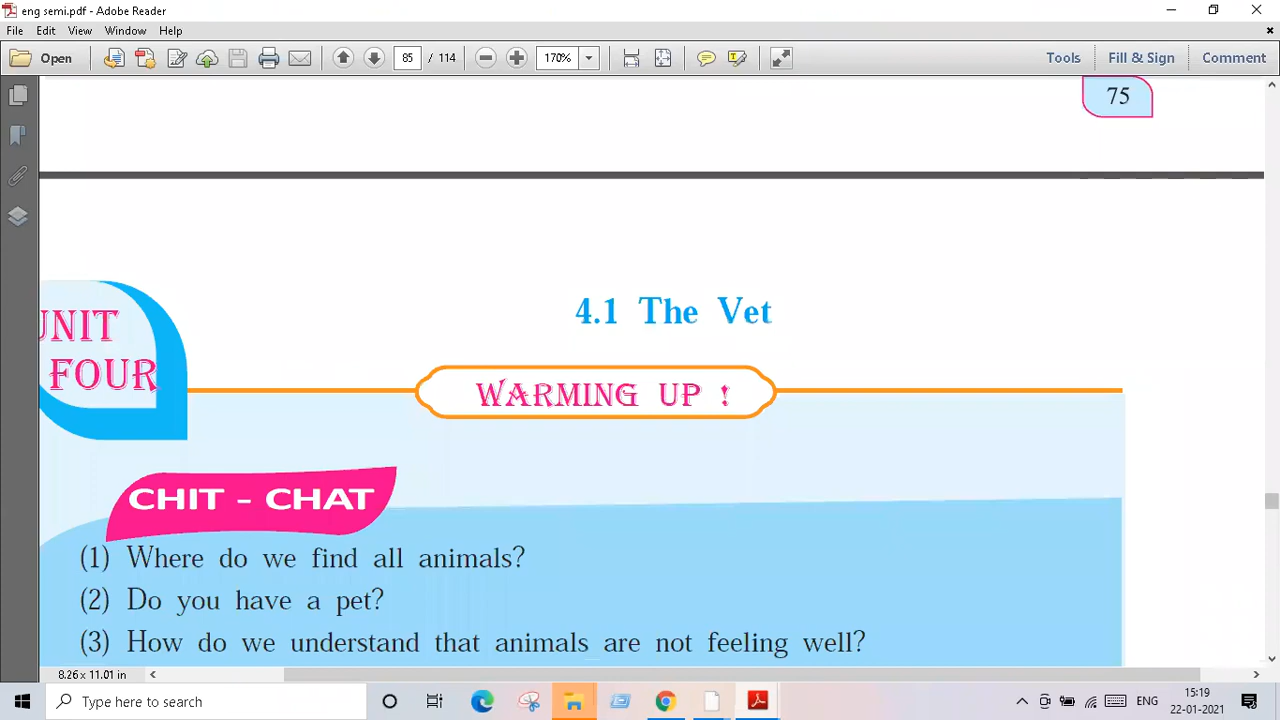 eng semi.pdf - Adobe Reader
File Edit View Window Help
Open 85 / 114 170% Tools Fill & Sign Comment
75
4.1 The Vet
UNIT
FOUR
WARMING UP !
CHIT - CHAT
(1) Where do we find all animals?
(2) Do you have a pet?
(3) How do we understand that animals are not feeling well?
8.26 x 11.01 in
Type here to search
ENG
15:19
22-01-2021